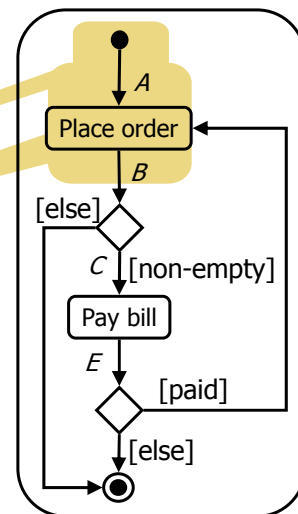 A
Place order
B
[else]
C
[non-empty]
Pay bill
E
[paid]
[else]